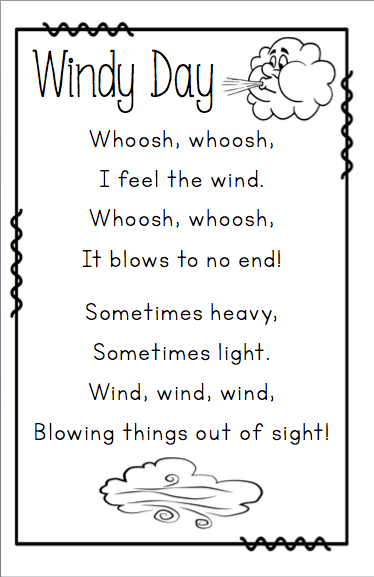 Windy Day
Whoosh, whoosh,
I feel the wind.
Whoosh, whoosh,
It blows to no end!
Sometimes heavy,
Sometimes light.
Wind, wind, wind,
Blowing things out of sight!